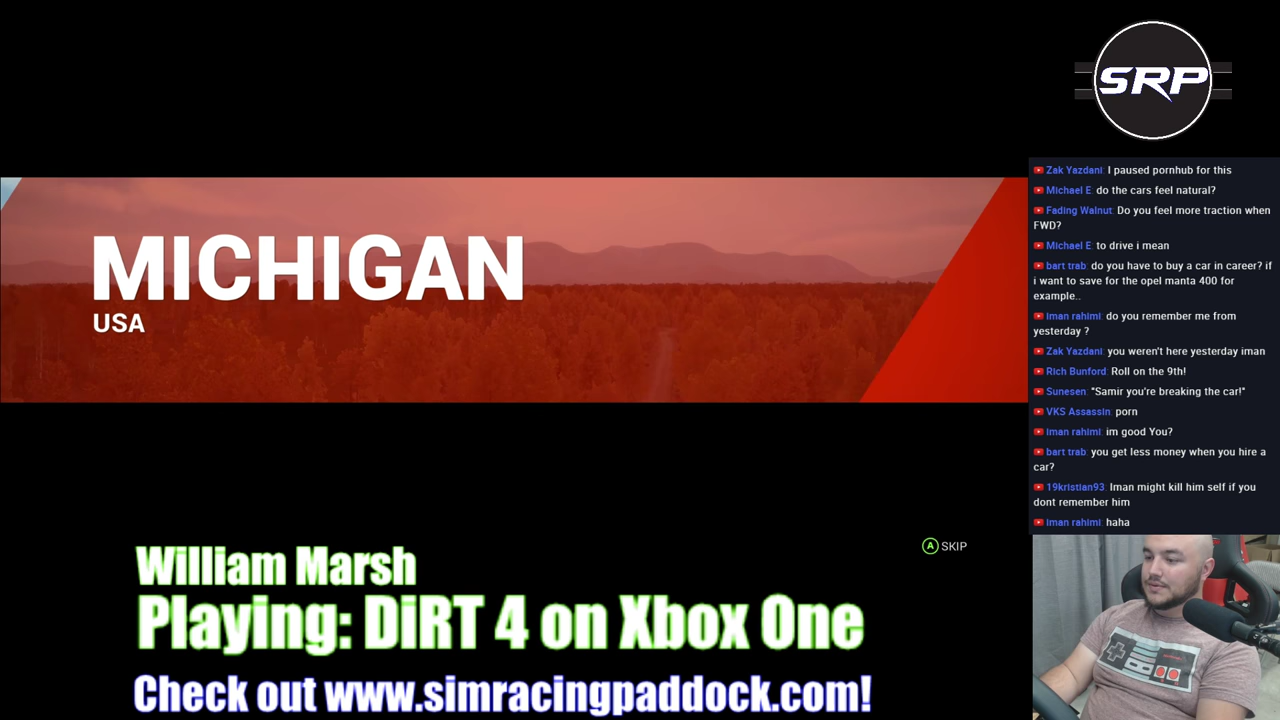 SRP
MICHIGAN
USA
Zak Yazdani: I paused pornhub for this
Michael E: do the cars feel natural?
Fading Walnut: Do you feel more traction when
FWD?
Michael E: to drive i mean
bart trab: do you have to buy a car in career? if
i want to save for the opel manta 400 for
example..
iman rahimi: do you remember me from
yesterday ?
Zak Yazdani: you weren't here yesterday iman
Rich Bunford: Roll on the 9th!
Sunesen: "Samir you're breaking the car!"
VKS Assassin: porn
iman rahimi: im good You?
bart trab: you get less money when you hire a
car?
19kristian93: Iman might kill him self if you
dont remember him
iman rahimi: haha
A SKIP
William Marsh
Playing: DiRT 4 on Xbox One
Check out www.simracingpaddock.com!